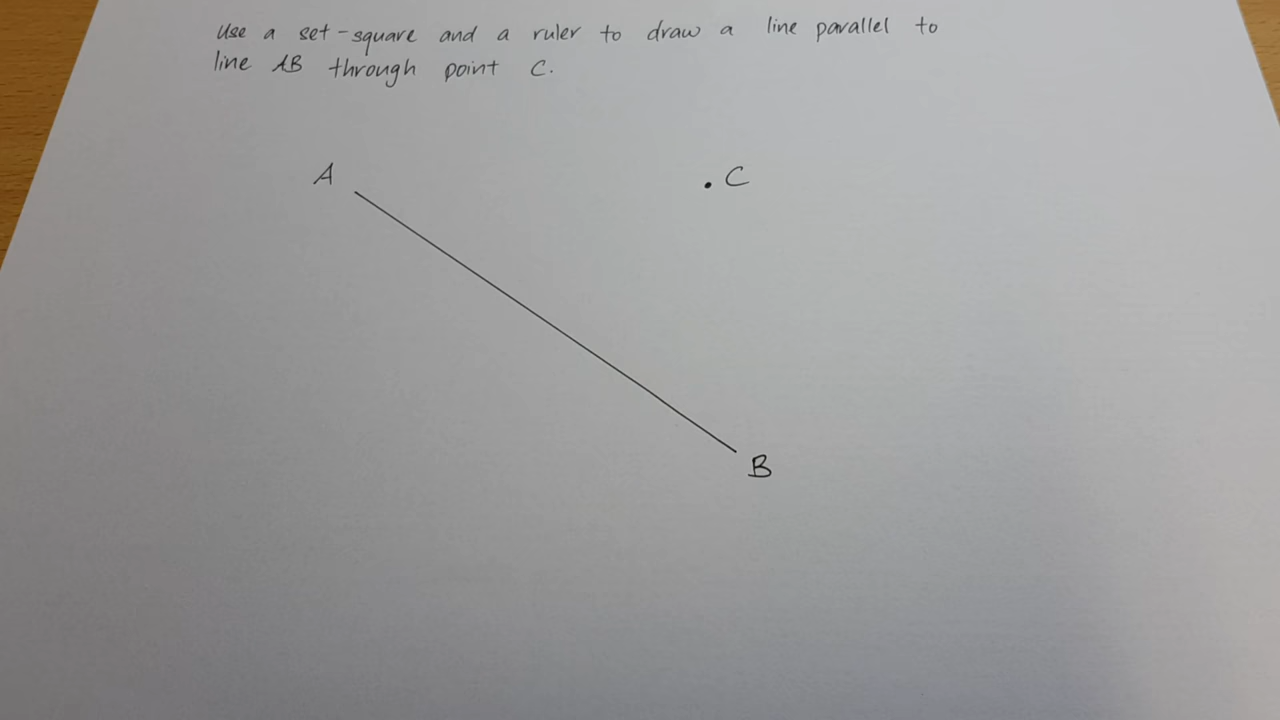 Use a set-square and a ruler to draw a line parallel to
line AB through point C.
A
C
B